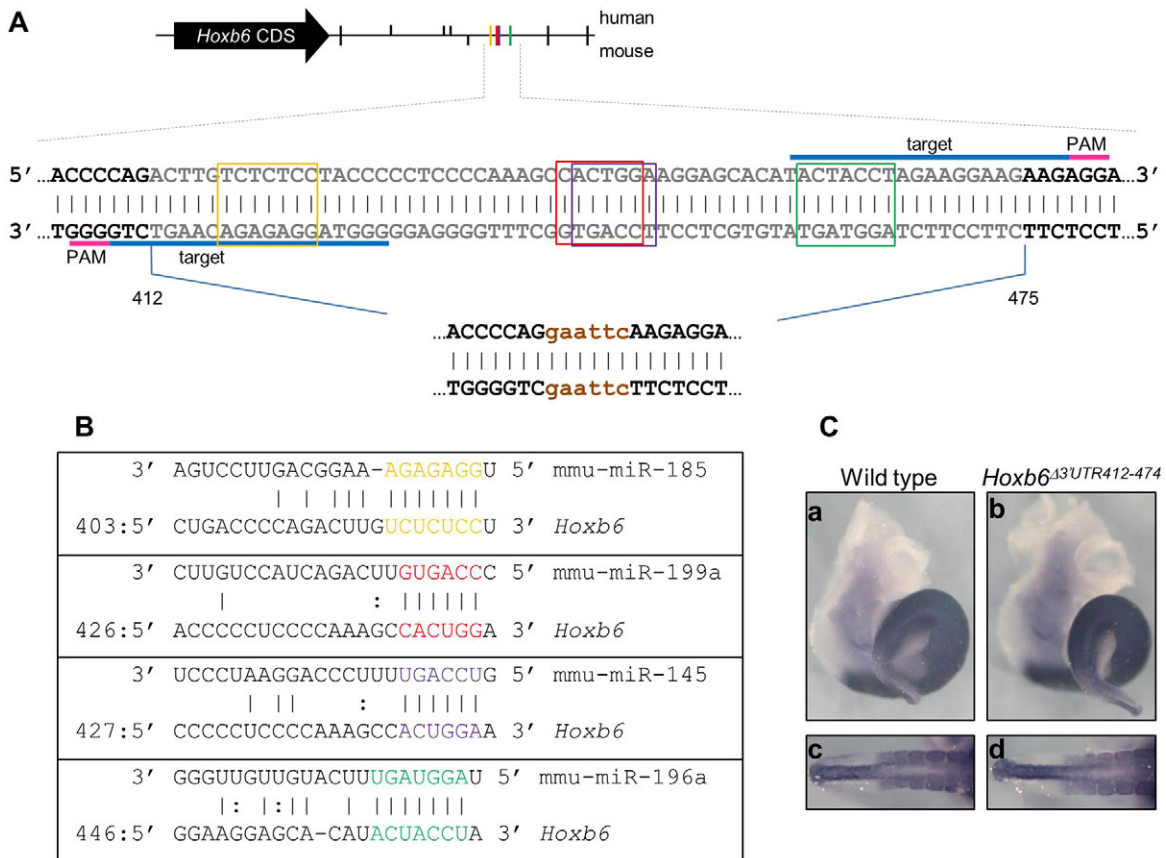 A
Hoxb6 CDS
human
mouse
target PAM
5′ ...ACCCCAGACTTGTCTCTCCTACCCCCTCCCCAAAGCCACTGGAAGGAGCACATACTACCTAGAAGGAAGAAGAGGA...3′
3′ ...TGGGGTCTGAACAGAGAGGATGGGGGAGGGGTTTCGGTGACCTTCCTCGTGTATGATGGATCTTCCTTCTTCTCCT...5′
PAM target
412 475
...ACCCCAGgaattcAAGAGGA...
...TGGGGTCgaattcTTCTCCT...
B
3′ AGUCCUUGACGGAA-AGAGAGGU 5′ mmu-miR-185
403:5′ CUGACCCCAGACUUGUCUCUCCU 3′ Hoxb6
3′ CUUGUCCAUCAGACUUGUGACCC 5′ mmu-miR-199a
426:5′ ACCCCCUCCCCAAAGCCACUGGA 3′ Hoxb6
3′ UCCCUAAGGACCCUUUUGACCUG 5′ mmu-miR-145
427:5′ CCCCCUCCCCAAAGCCACUGGAA 3′ Hoxb6
3′ GGGUUGUUGUACUUUGAUGGAU 5′ mmu-miR-196a
446:5′ GGAAGGAGCA-CAUACUACCUA 3′ Hoxb6
C
Wild type Hoxb6Δ3′UTR412-474
a b
c d